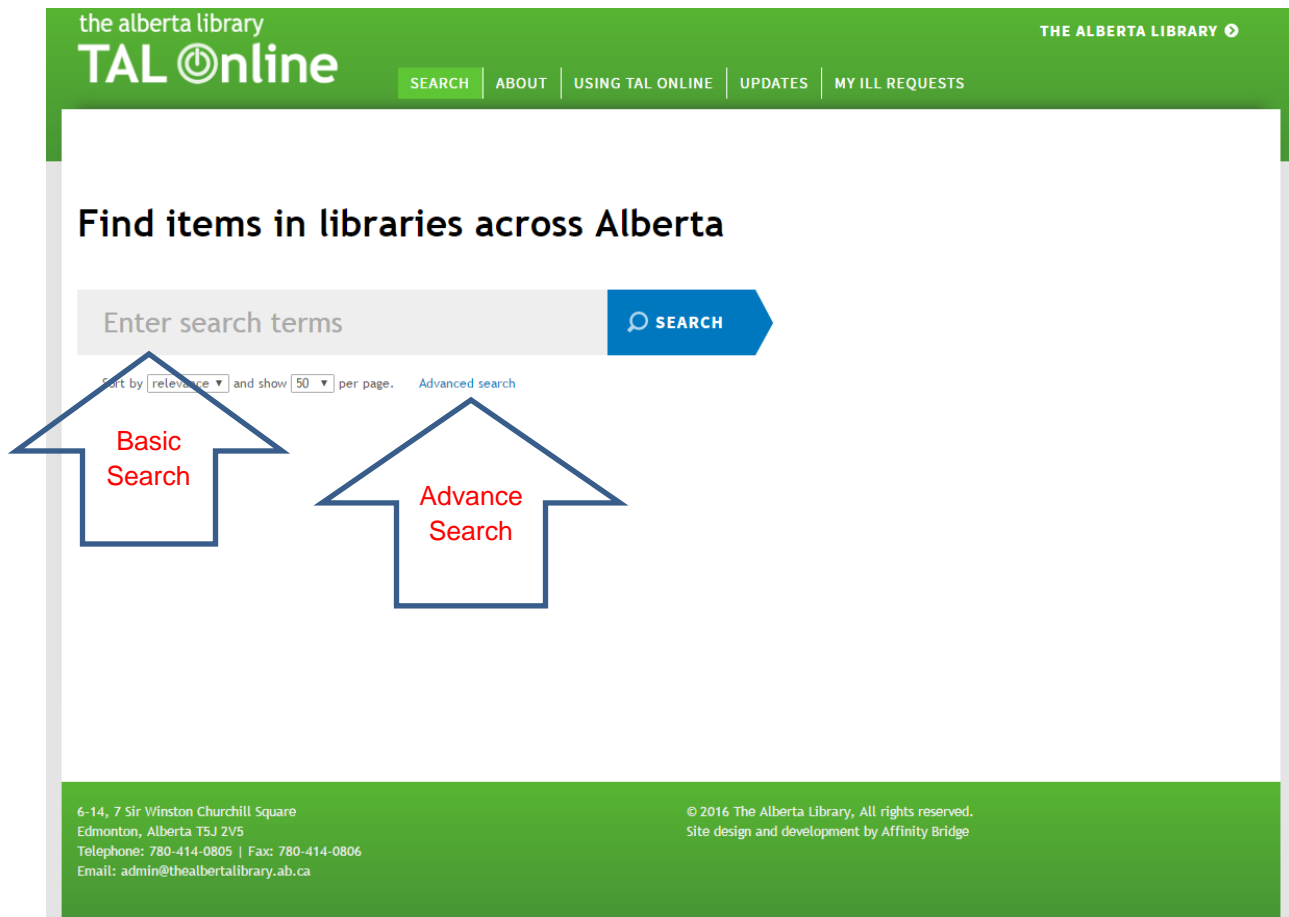 the alberta library
TAL Online
THE ALBERTA LIBRARY
SEARCH ABOUT USING TAL ONLINE UPDATES MY ILL REQUESTS
Find items in libraries across Alberta
Enter search terms
SEARCH
Sort by relevance and show 50 per page. Advanced search
Basic
Search
Advance
Search
6-14, 7 Sir Winston Churchill Square
Edmonton, Alberta T5J 2V5
Telephone: 780-414-0805 | Fax: 780-414-0806
Email: admin@thealbertalibrary.ab.ca
© 2016 The Alberta Library, All rights reserved.
Site design and development by Affinity Bridge